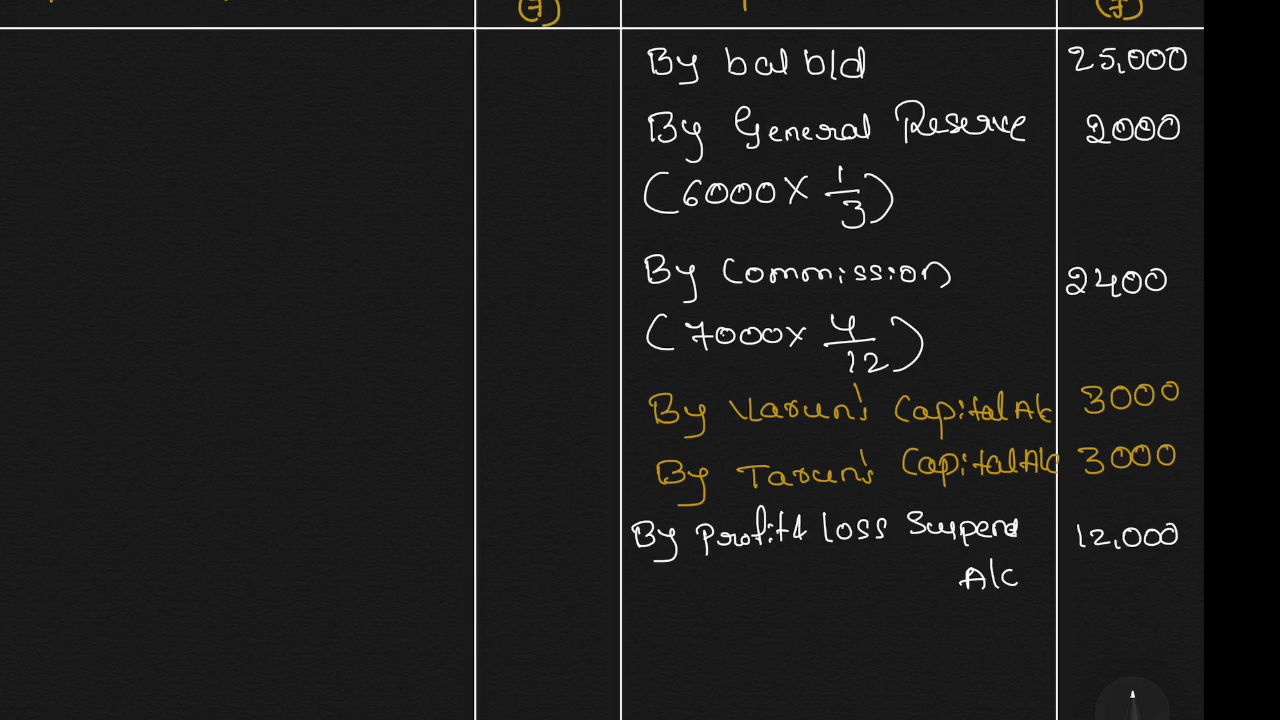 (₹) (₹)
By bal b/d 25,000
By General Reserve 2000
(6000 × 1/3)
By Commission 2400
(7000 × 4/12)
By Varun's Capital A/c 3000
By Tarun's Capital A/c 3000
By Profit & Loss Suspend 12,000
A/c